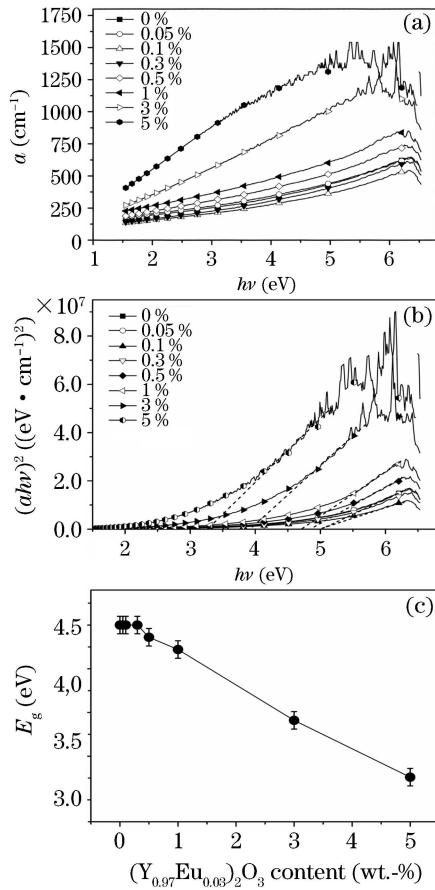 (a)
1750
1500
1250
1000
750
500
250
0
α (cm⁻¹)
0 %
0.05 %
0.1 %
0.3 %
0.5 %
1 %
3 %
5 %
1 2 3 4 5 6
hν (eV)
×10⁷
(b)
8.0
6.0
4.0
2.0
0.0
(αhν)² ((eV • cm⁻¹)²)
0 %
0.05 %
0.1 %
0.3 %
0.5 %
1 %
3 %
5 %
2 3 4 5 6
hν (eV)
(c)
4.5
4.0
3.5
3.0
E_g (eV)
0 1 2 3 4 5
(Y₀.₉₇Eu₀.₀₃)₂O₃ content (wt.-%)